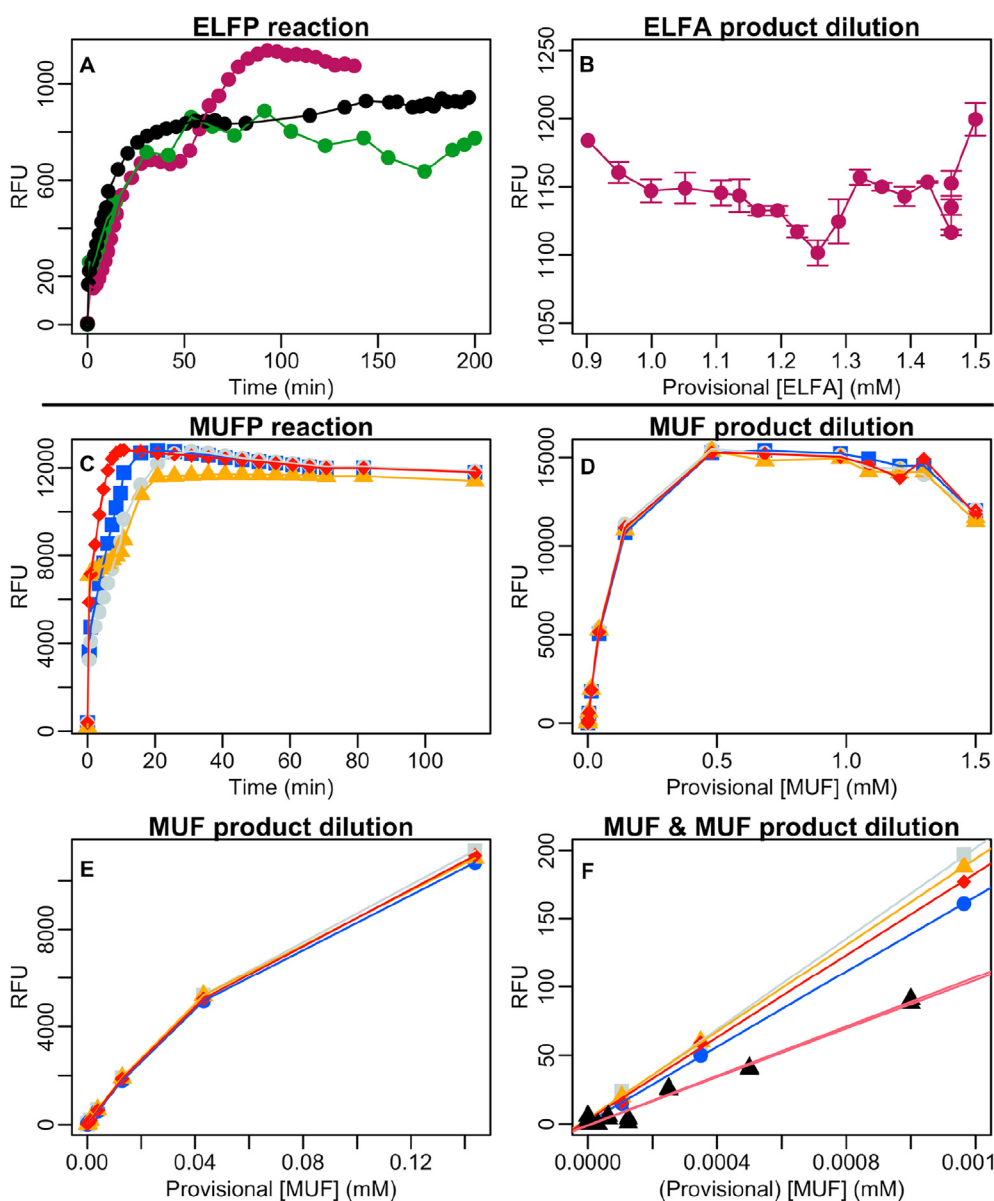 ELFP reaction
A
RFU
0 200 600 1000
0 50 100 150 200
Time (min)
ELFA product dilution
B
RFU
1050 1100 1150 1200 1250
0.9 1.0 1.1 1.2 1.3 1.4 1.5
Provisional [ELFA] (mM)
MUFP reaction
C
RFU
0 4000 8000 12000
0 20 40 60 80 100
Time (min)
MUF product dilution
D
RFU
0 5000 10000 15000
0.0 0.5 1.0 1.5
Provisional [MUF] (mM)
MUF product dilution
E
RFU
0 4000 8000
0.00 0.04 0.08 0.12
Provisional [MUF] (mM)
MUF & MUF product dilution
F
RFU
0 50 100 150 200
0.0000 0.0004 0.0008 0.001
(Provisional) [MUF] (mM)